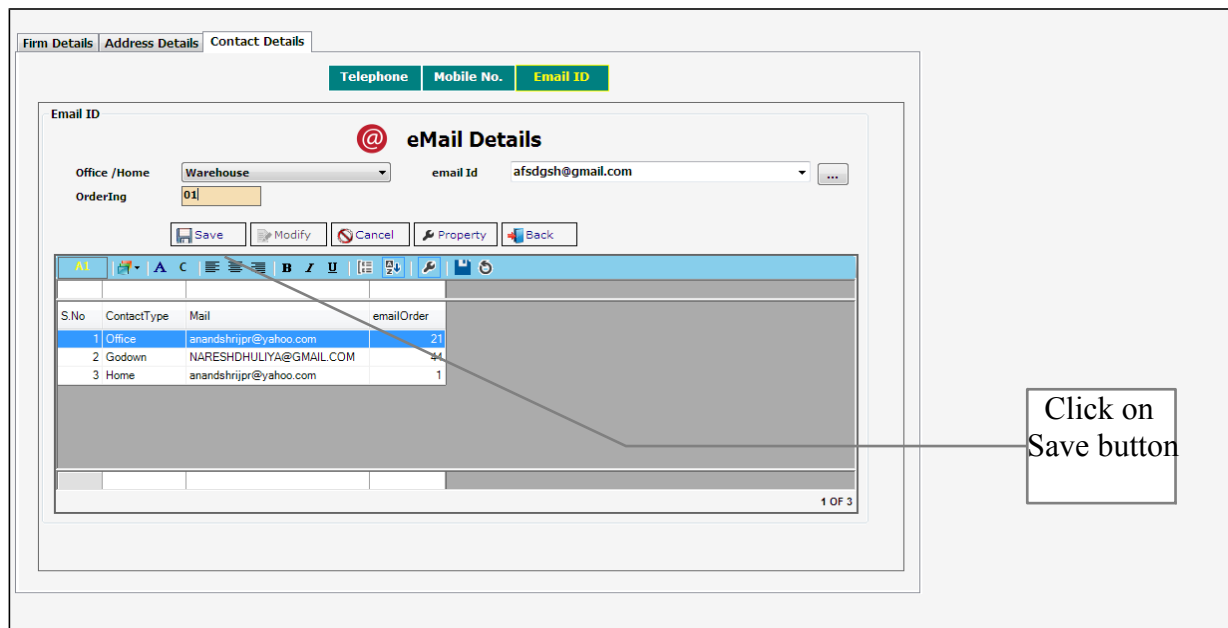 Firm Details Address Details Contact Details
Telephone Mobile No. Email ID
Email ID
@ eMail Details
Office /Home Warehouse email Id afsdgsh@gmail.com ...
OrderIng 01
Save Modify Cancel Property Back
A1 A C B I U
S.No ContactType Mail emailOrder
1 Office anandshrijpr@yahoo.com 21
2 Godown NARESHDHULIYA@GMAIL.COM 44
3 Home anandshrijpr@yahoo.com 1
Click on
Save button
1 OF 3